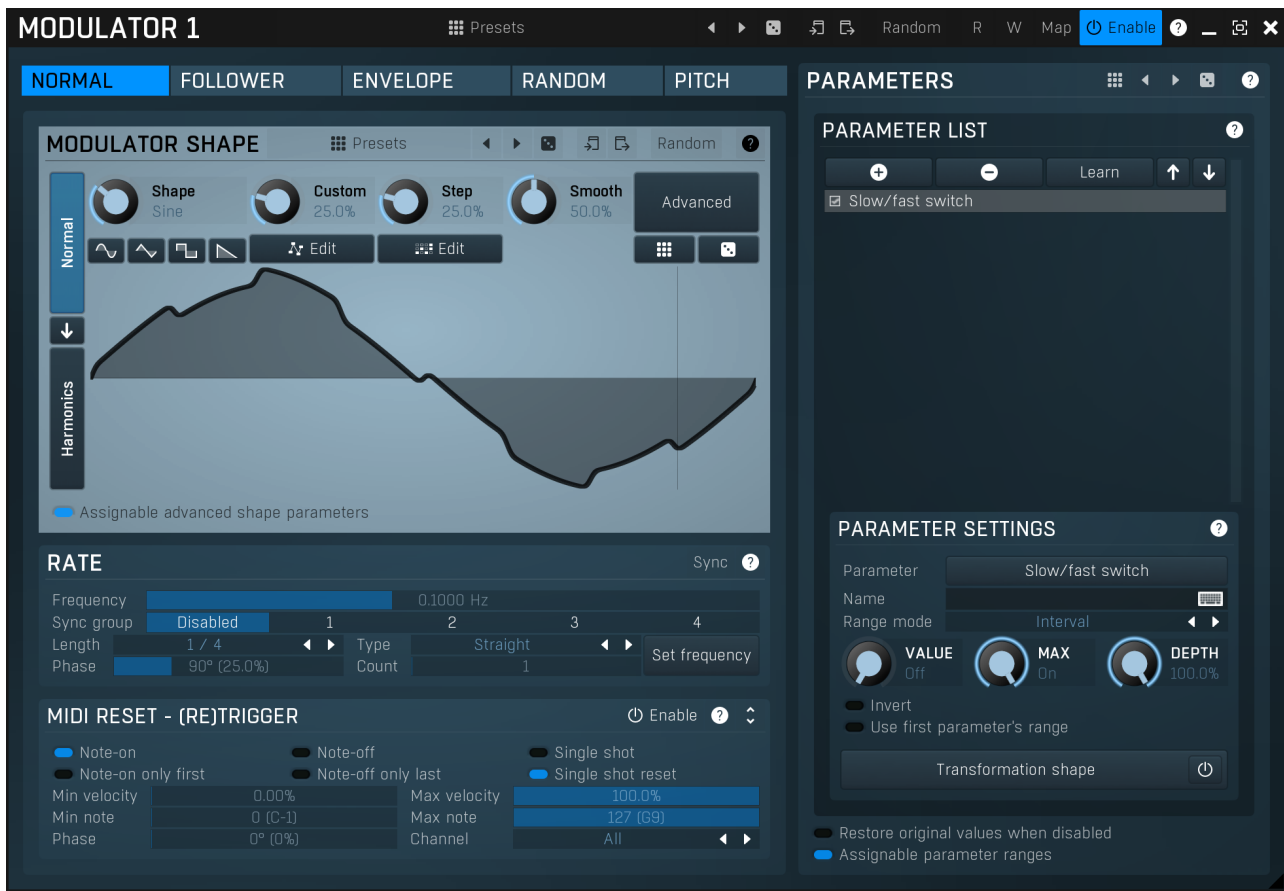 MODULATOR 1 Presets Random R W Map Enable ?
NORMAL FOLLOWER ENVELOPE RANDOM PITCH
MODULATOR SHAPE Presets Random ?
Normal
Harmonics
Shape Custom Step Smooth
Sine 25.0% 25.0% 50.0%
Advanced
Edit Edit
Assignable advanced shape parameters
RATE Sync ?
Frequency 0.1000 Hz
Sync group Disabled 1 2 3 4
Length 1 / 4 Type Straight
Phase 90° (25.0%) Count 1
Set frequency
MIDI RESET - (RE)TRIGGER Enable ?
Note-on Note-off Single shot
Note-on only first Note-off only last Single shot reset
Min velocity 0.00% Max velocity 100.0%
Min note 0 (C-1) Max note 127 (G9)
Phase 0° (0%) Channel All
PARAMETERS ?
PARAMETER LIST ?
Learn
Slow/fast switch
PARAMETER SETTINGS ?
Parameter Slow/fast switch
Name
Range mode Interval
VALUE MAX DEPTH
Off On 100.0%
Invert
Use first parameter's range
Transformation shape
Restore original values when disabled
Assignable parameter ranges